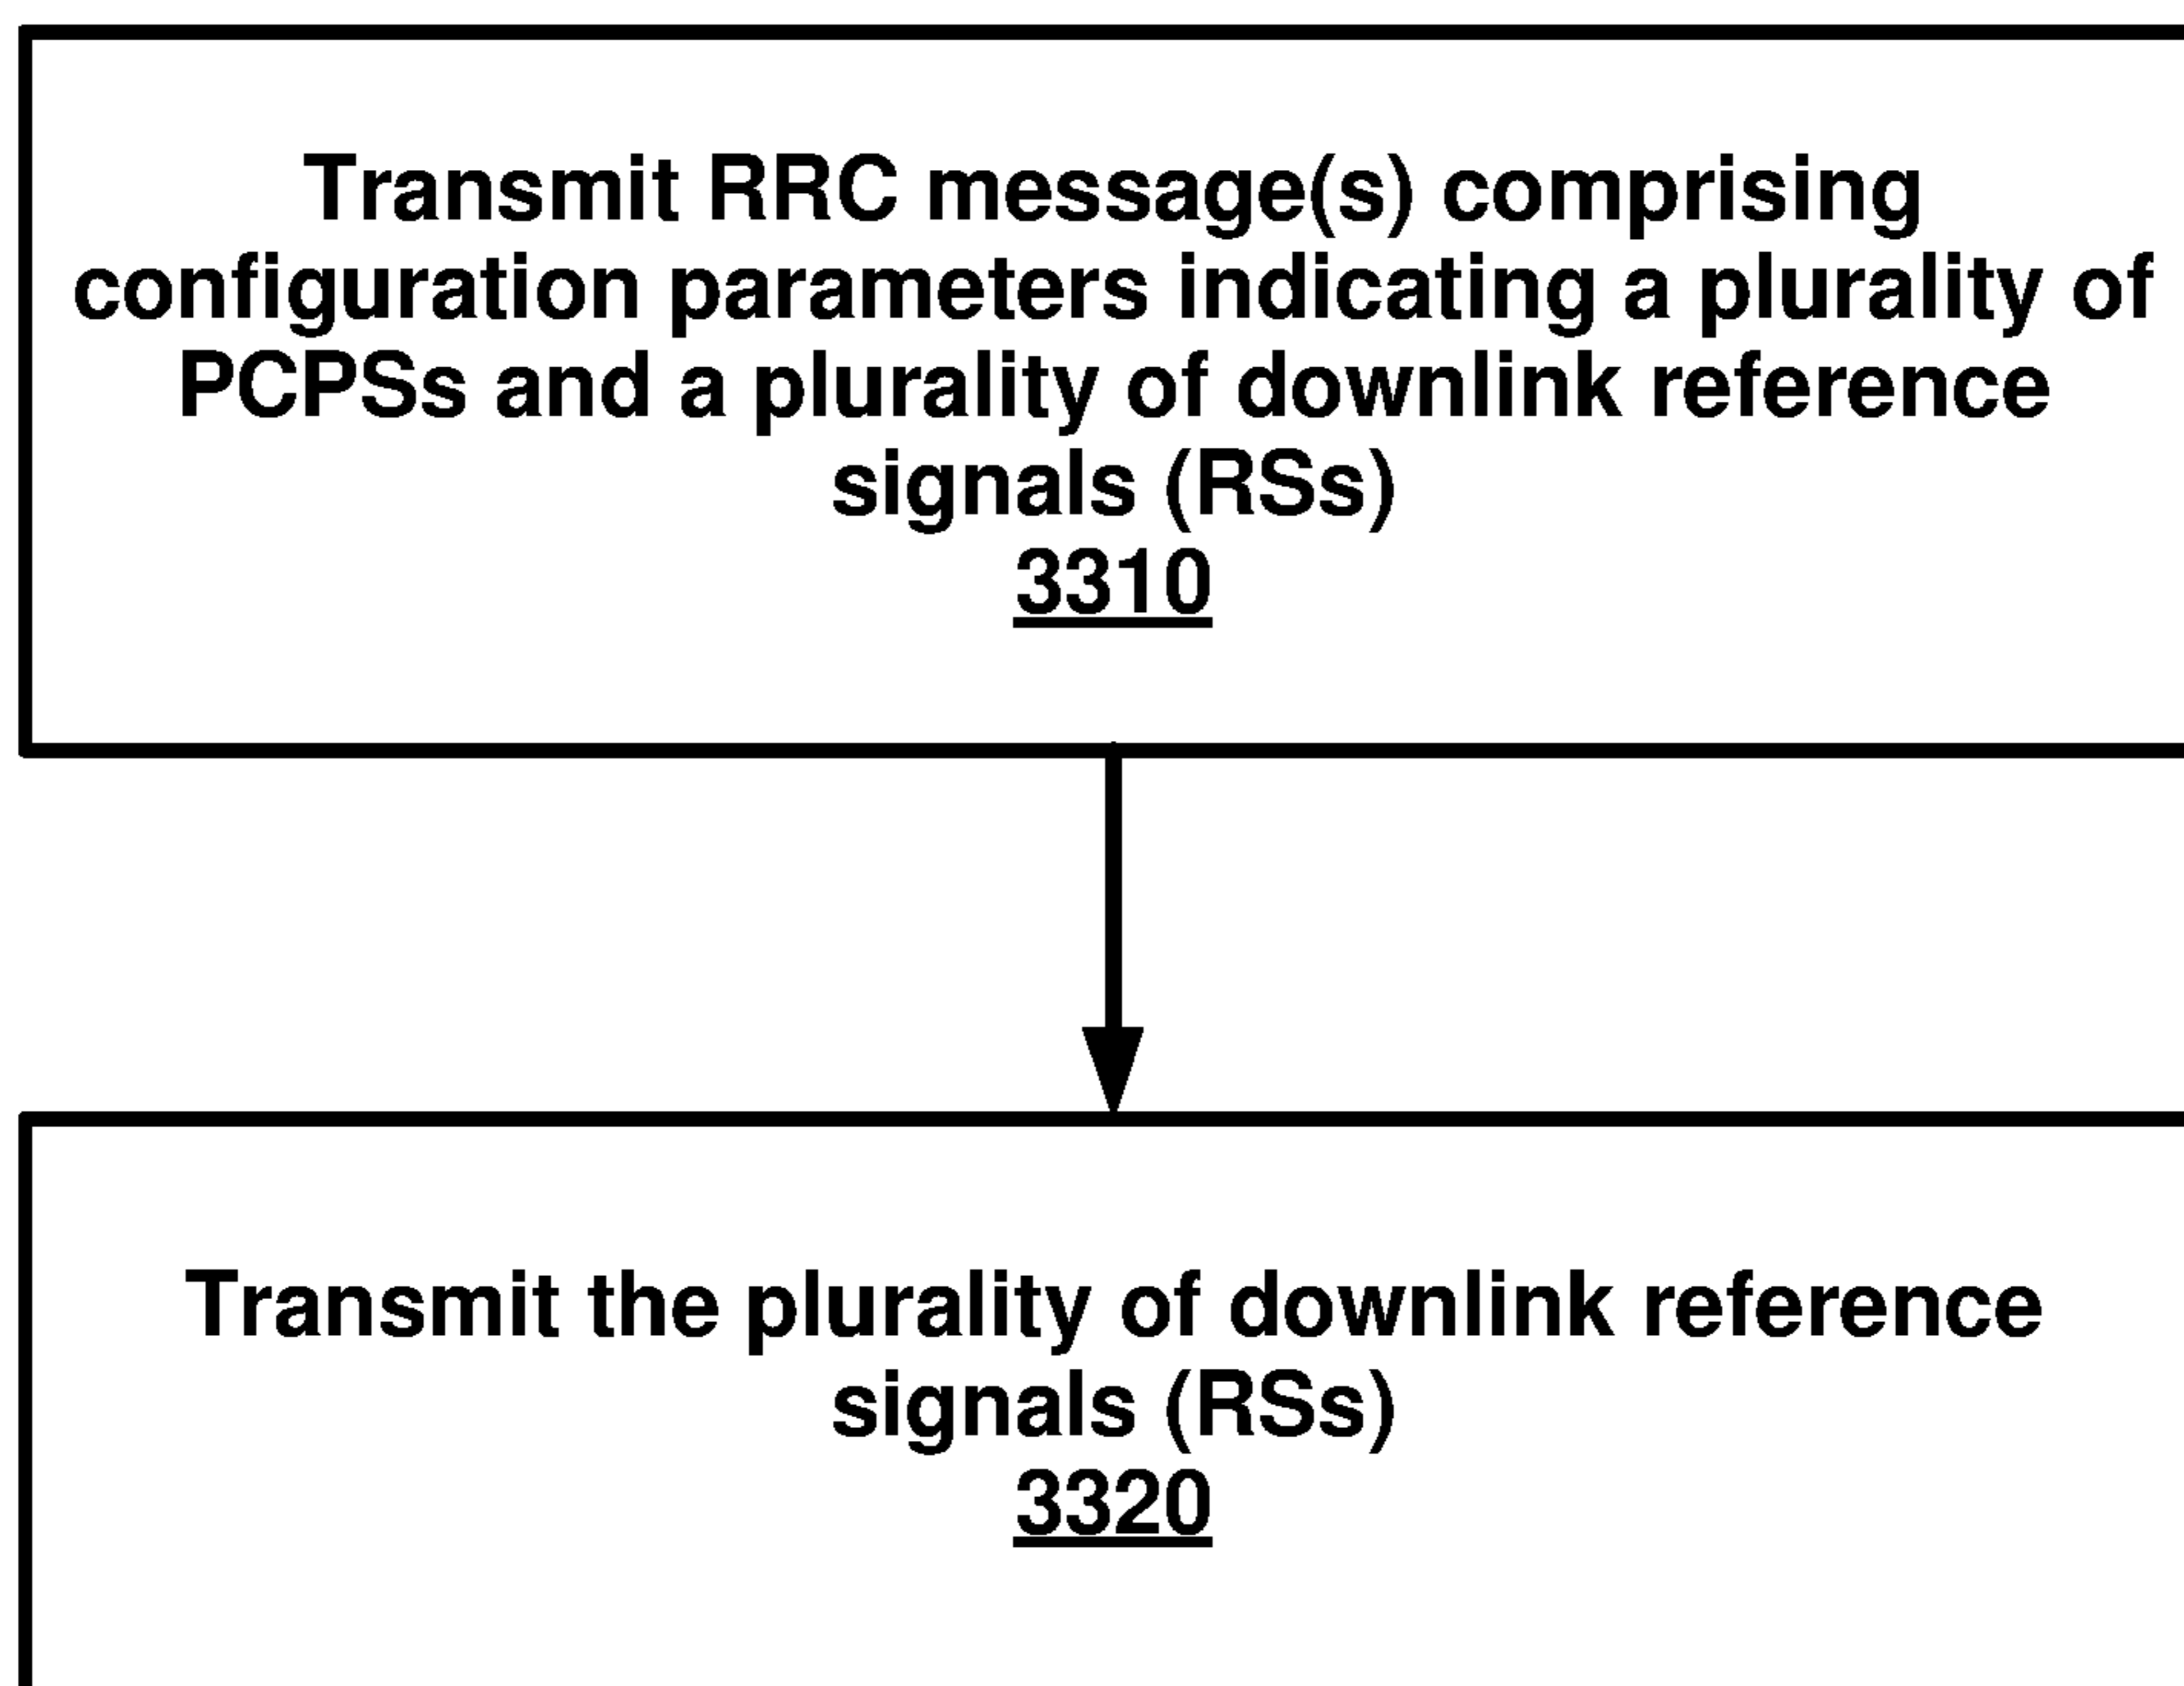 Transmit RRC message(s) comprising
configuration parameters indicating a plurality of
PCPSs and a plurality of downlink reference
signals (RSs)
3310
Transmit the plurality of downlink reference
signals (RSs)
3320